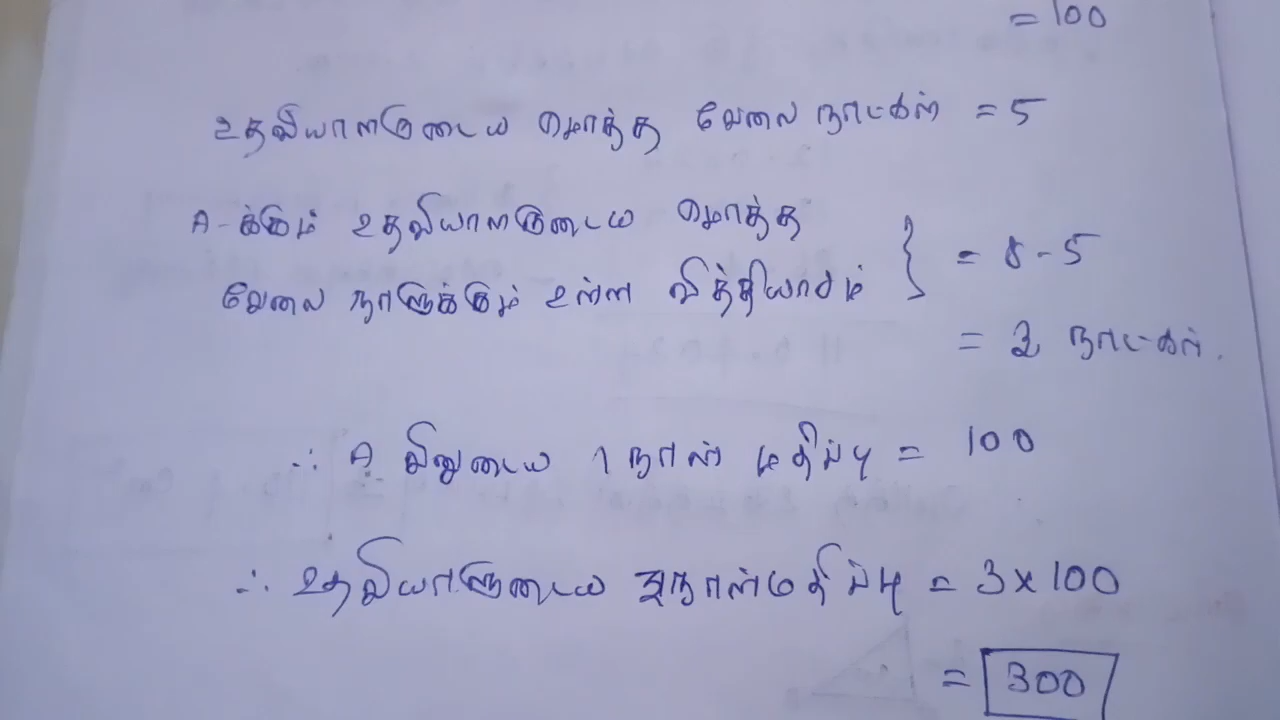 = 100
உதவியாளருடைய மொத்த வேலை நாட்கள் = 5
A-க்கும் உதவியாளருடைய மொத்த
வேலை நாளுக்கும் உள்ள வித்தியாசம் } = 8 - 5
= 3 நாட்கள்.
∴ A வினுடைய 1 நாள் மதிப்பு = 100
∴ உதவியாளருடைய 3 நாள் மதிப்பு = 3 x 100
= 300